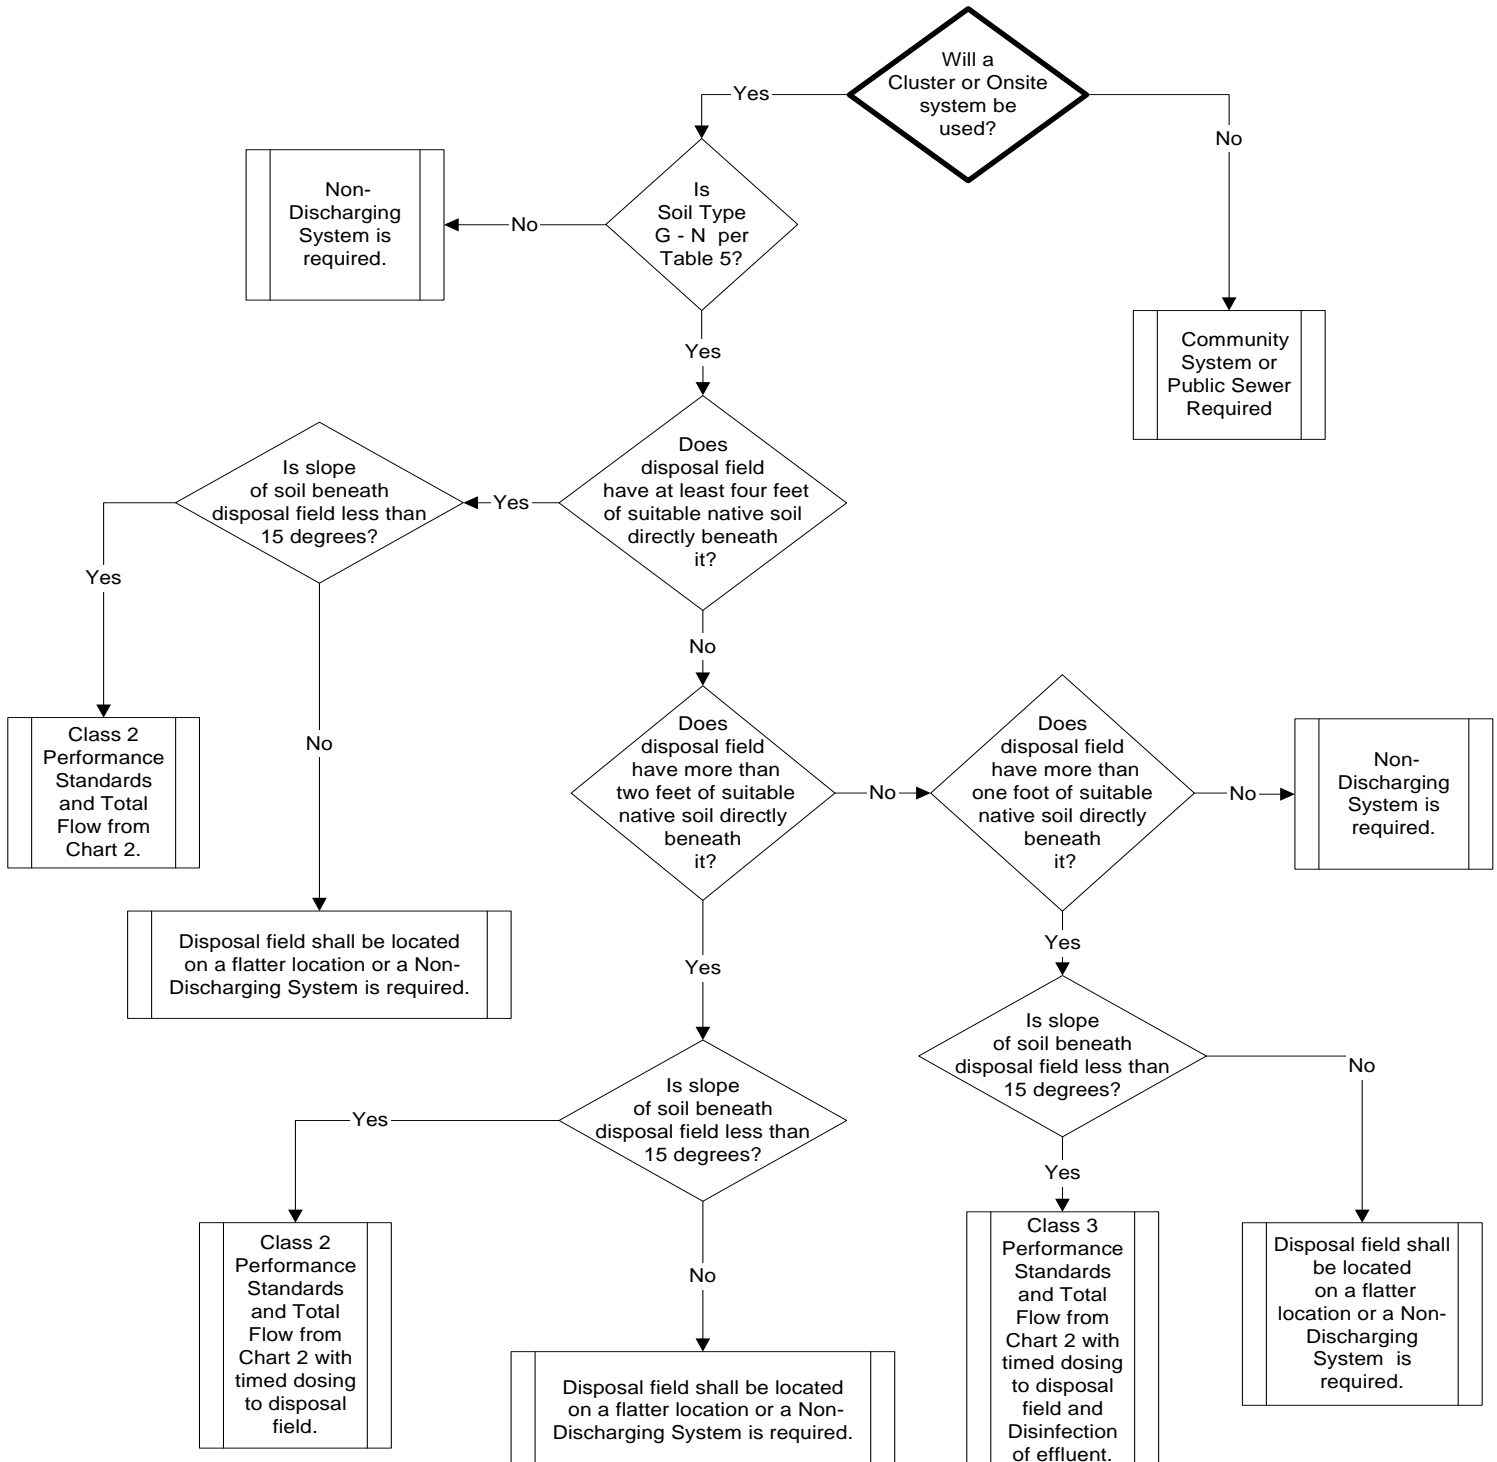 Will a
Cluster or Onsite
system be
used?
Yes
No
Non-
Discharging
System is
required.
No
Is
Soil Type
G - N per
Table 5?
Yes
Community
System or
Public Sewer
Required
Is slope
of soil beneath
disposal field less than
15 degrees?
Yes
Does
disposal field
have at least four feet
of suitable native soil
directly beneath
it?
Yes
No
No
Class 2
Performance
Standards
and Total
Flow from
Chart 2.
Does
disposal field
have more than
two feet of suitable
native soil directly
beneath
it?
No
Does
disposal field
have more than
one foot of suitable
native soil directly
beneath
it?
No
Non-
Discharging
System is
required.
Disposal field shall be located
on a flatter location or a Non-
Discharging System is required.
Yes
Yes
Is slope
of soil beneath
disposal field less than
15 degrees?
No
Is slope
of soil beneath
disposal field less than
15 degrees?
Yes
Yes
No
Class 2
Performance
Standards
and Total
Flow from
Chart 2 with
timed dosing
to disposal
field.
Disposal field shall be located
on a flatter location or a Non-
Discharging System is required.
Class 3
Performance
Standards
and Total
Flow from
Chart 2 with
timed dosing
to disposal
field and
Disinfection
of effluent.
Disposal field shall
be located
on a flatter
location or a Non-
Discharging
System is
required.